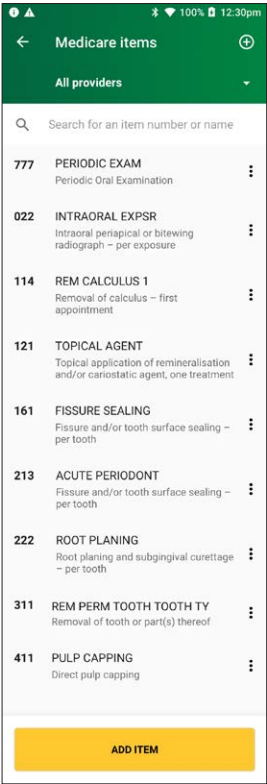 100% 12:30pm
Medicare items
All providers
Search for an item number or name
777 PERIODIC EXAM
Periodic Oral Examination
022 INTRAORAL EXPSR
Intraoral periapical or bitewing
radiograph – per exposure
114 REM CALCULUS 1
Removal of calculus – first
appointment
121 TOPICAL AGENT
Topical application of remineralisation
and/or cariostatic agent, one treatment
161 FISSURE SEALING
Fissure and/or tooth surface sealing –
per tooth
213 ACUTE PERIODONT
Fissure and/or tooth surface sealing –
per tooth
222 ROOT PLANING
Root planing and subgingival curettage
– per tooth
311 REM PERM TOOTH TOOTH TY
Removal of tooth or part(s) thereof
411 PULP CAPPING
Direct pulp capping
ADD ITEM